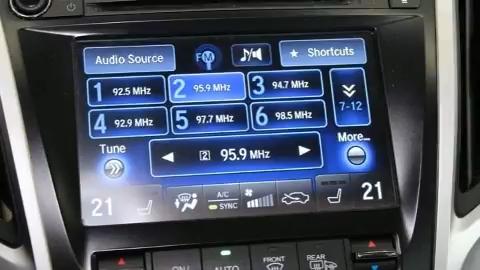 Audio Source FM Shortcuts
1 92.5 MHz 2 95.9 MHz 3 94.7 MHz
7-12
4 92.9 MHz 5 97.7 MHz 6 98.5 MHz
Tune More...
2 95.9 MHz
A/C
SYNC
21 21
ON/ AUTO FRONT REAR